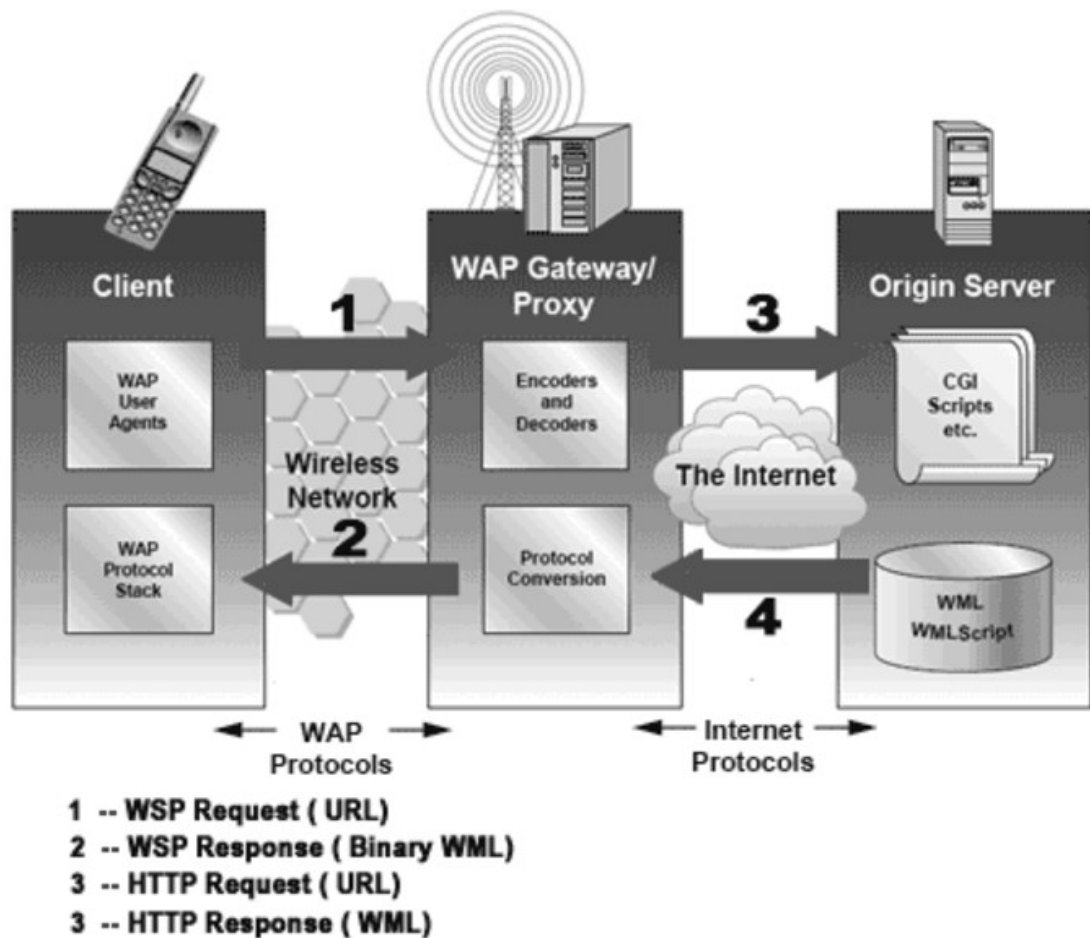 Client
WAP
User
Agents
WAP
Protocol
Stack
1
Wireless
Network
2
WAP Gateway/
Proxy
Encoders
and
Decoders
Protocol
Conversion
3
The Internet
4
Origin Server
CGI
Scripts
etc.
WML
WMLScript
WAP
Protocols
Internet
Protocols
1 -- WSP Request ( URL)
2 -- WSP Response ( Binary WML)
3 -- HTTP Request ( URL)
3 -- HTTP Response ( WML)